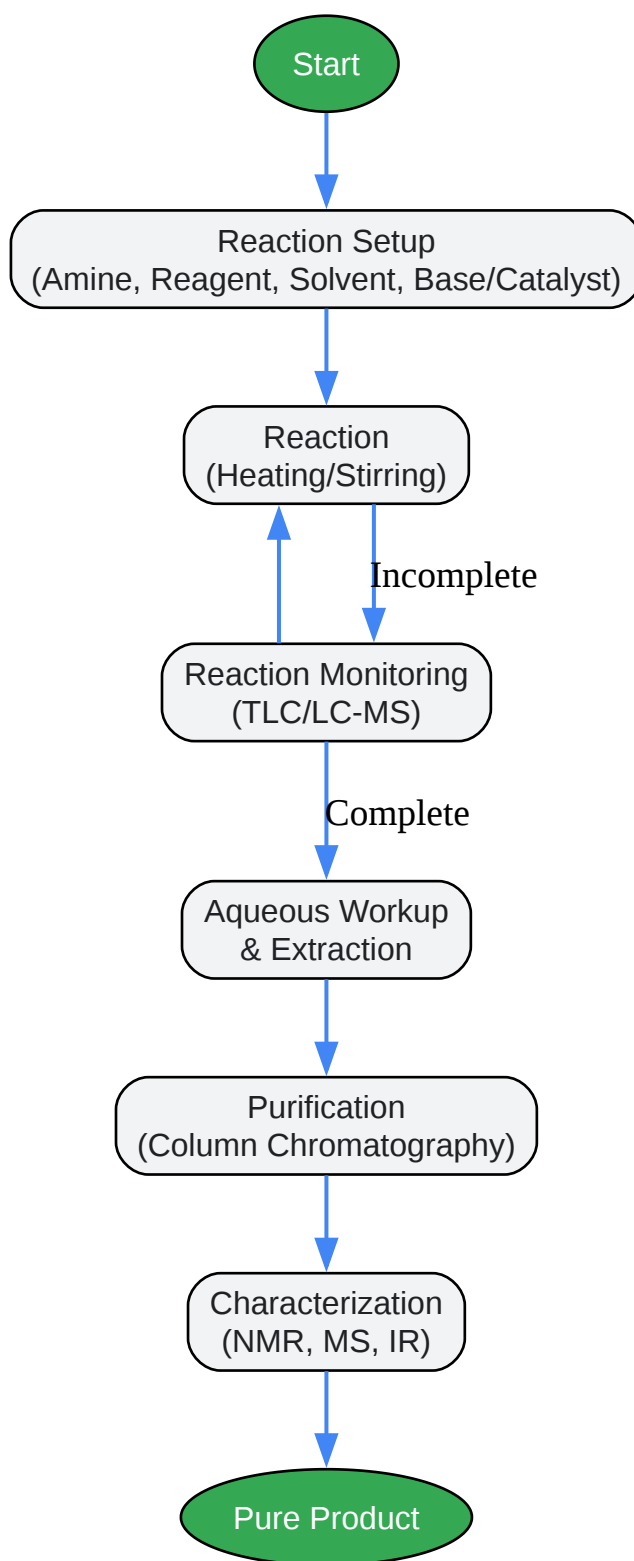 Start
Reaction Setup
(Amine, Reagent, Solvent, Base/Catalyst)
Reaction
(Heating/Stirring)
Incomplete
Reaction Monitoring
(TLC/LC-MS)
Complete
Aqueous Workup
& Extraction
Purification
(Column Chromatography)
Characterization
(NMR, MS, IR)
Pure Product